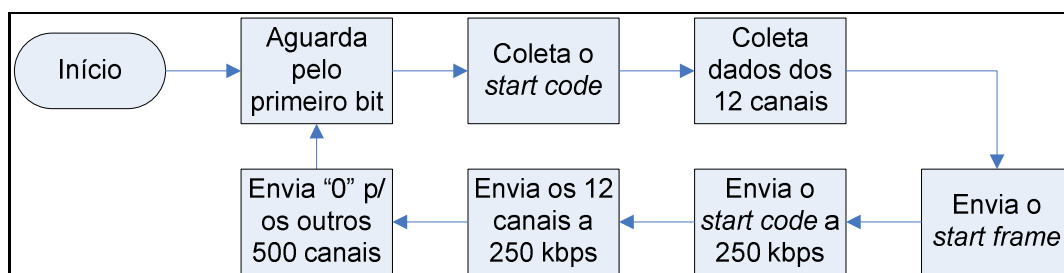 Início
Aguarda
pelo
primeiro bit
Coleta o
start code
Coleta
dados dos
12 canais
Envia o
start frame
Envia o
start code a
250 kbps
Envia os 12
canais a
250 kbps
Envia “0” p/
os outros
500 canais